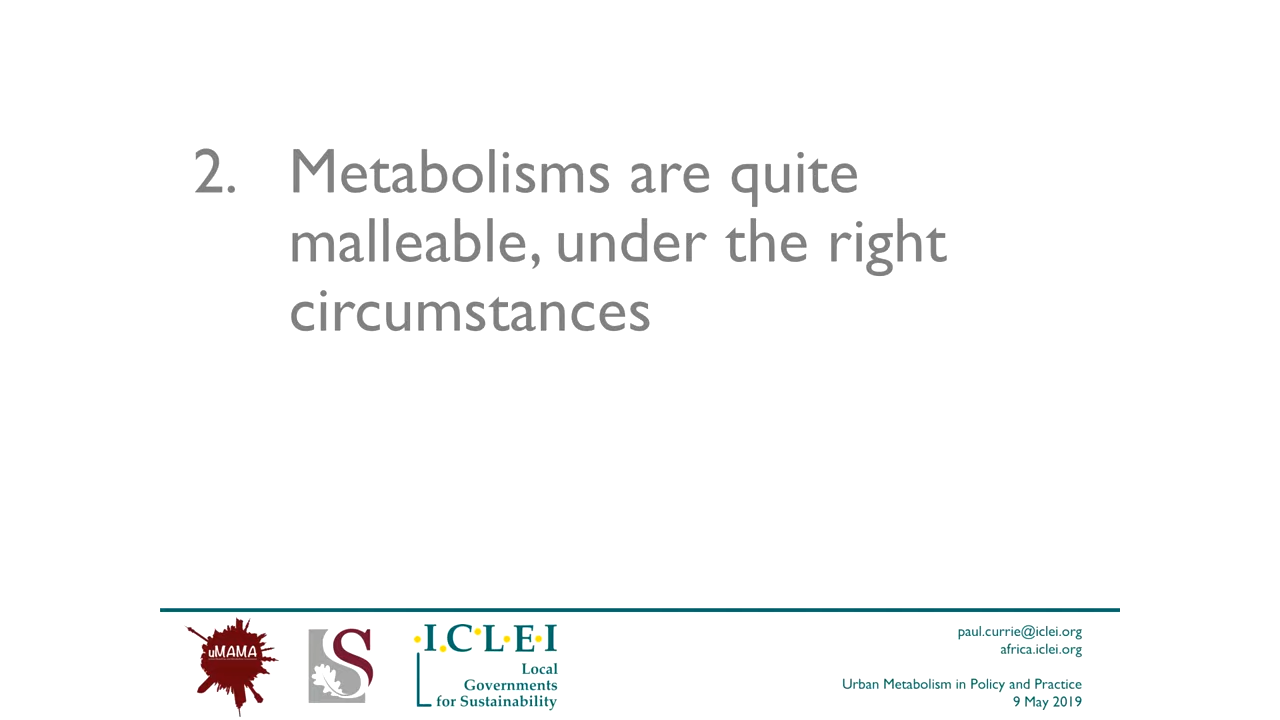 2. Metabolisms are quite
malleable, under the right
circumstances
uMAMA
S
·I.C·L·E·I
Local
Governments
for Sustainability
paul.currie@iclei.org
africa.iclei.org
Urban Metabolism in Policy and Practice
9 May 2019